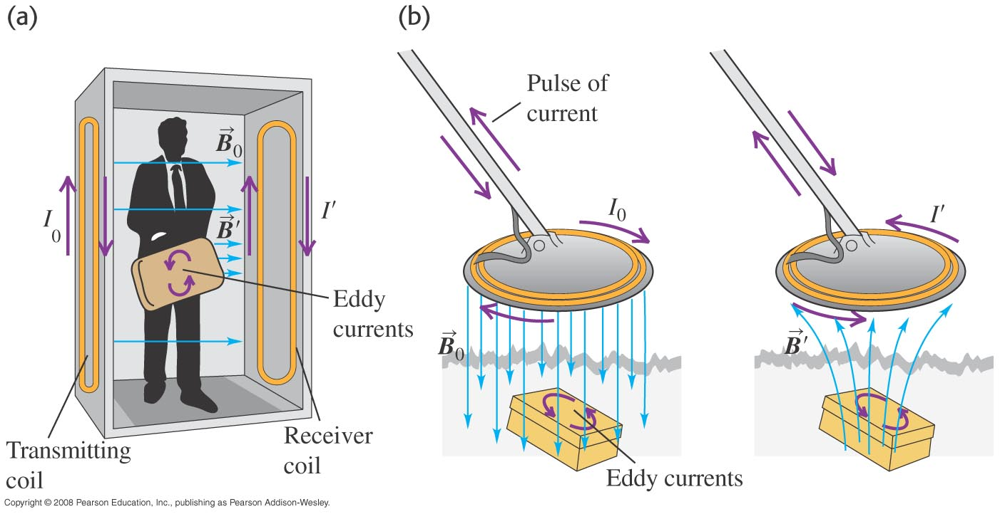 (a)
B⃗₀
I₀
B⃗′
I′
Eddy
currents
Transmitting
coil
Receiver
coil
(b)
Pulse of
current
I₀
B⃗₀
Eddy currents
I′
B⃗′
Copyright © 2008 Pearson Education, Inc., publishing as Pearson Addison-Wesley.